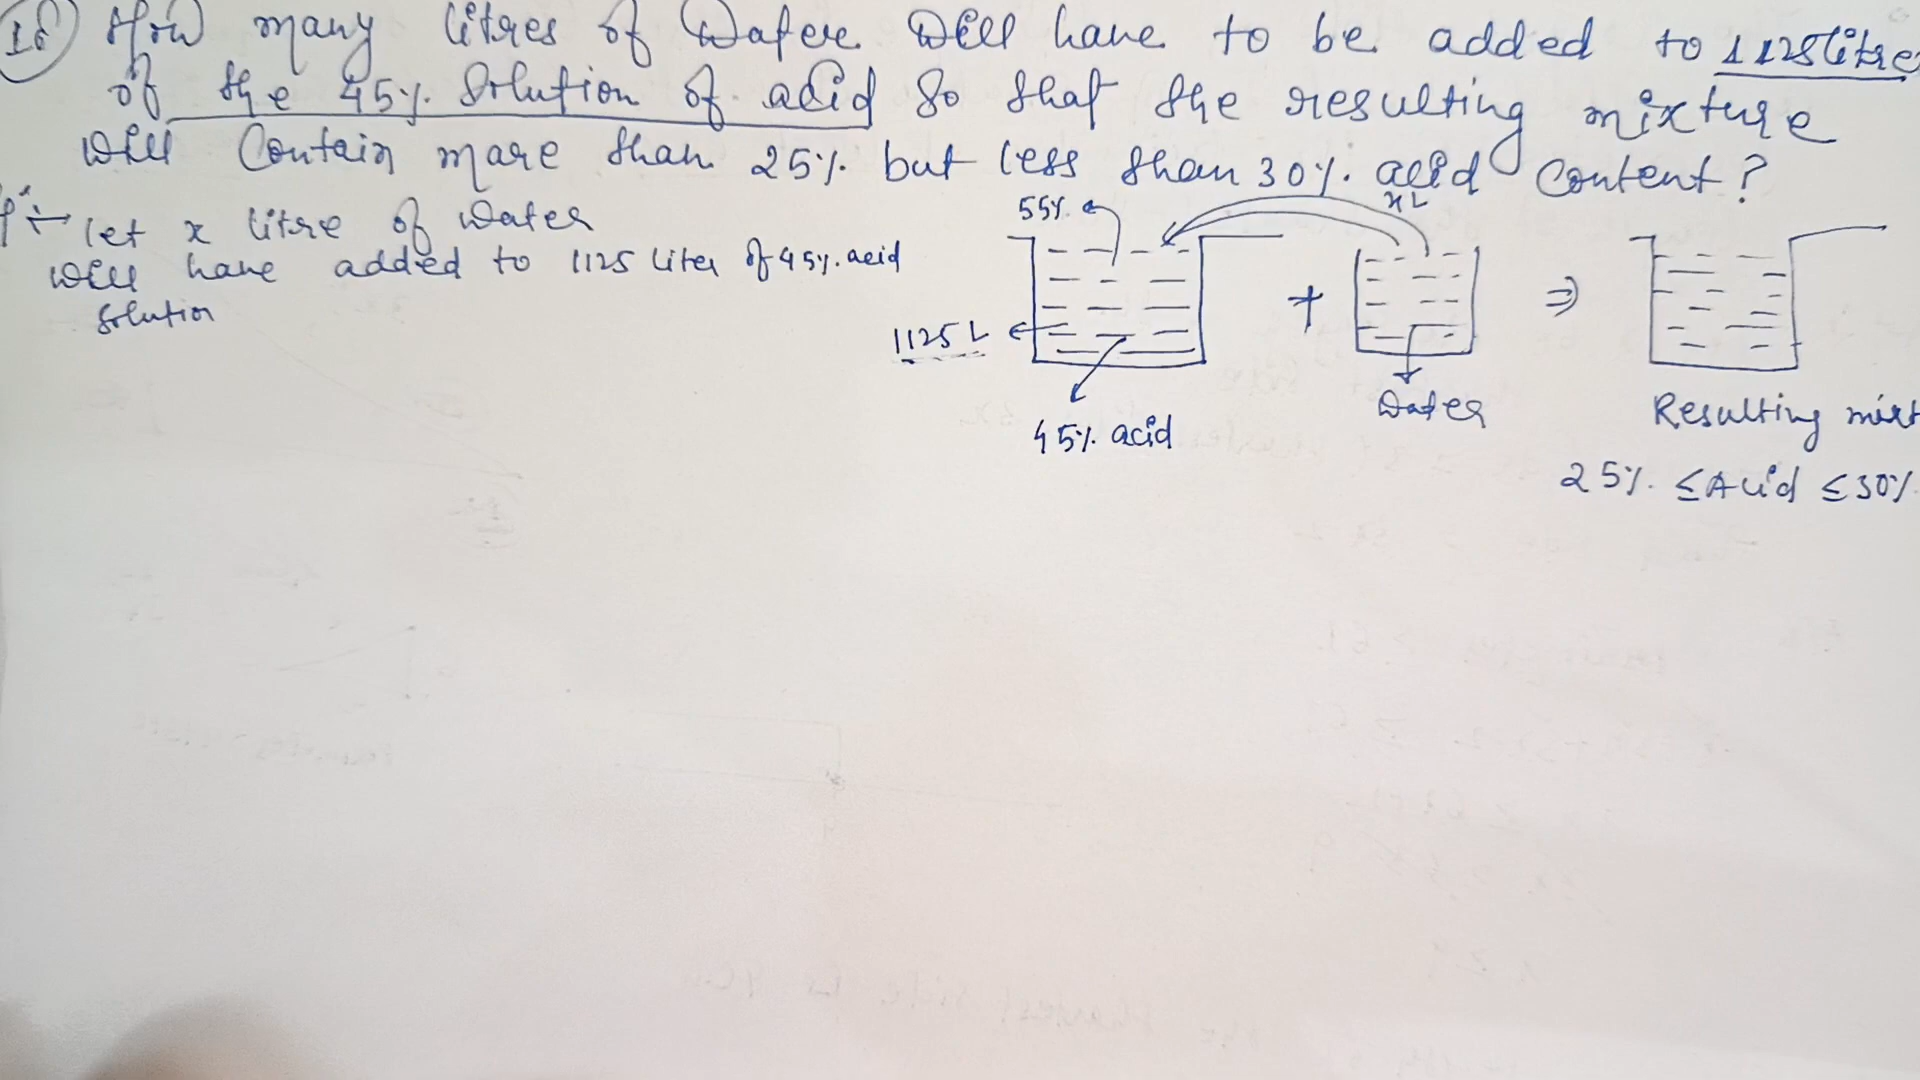 18 How many litres of Water Will have to be added to 1125litre
of the 45% Solution of acid So that the resulting mixture
will Contain more than 25% but less than 30% acid Content?
let x litre of Water
Will have added to 1125 liter of 45% acid
Solution
55%
xL
+
⇒
1125 L
45% acid
Water
Resulting mixt
25% ≤ Acid ≤ 30%